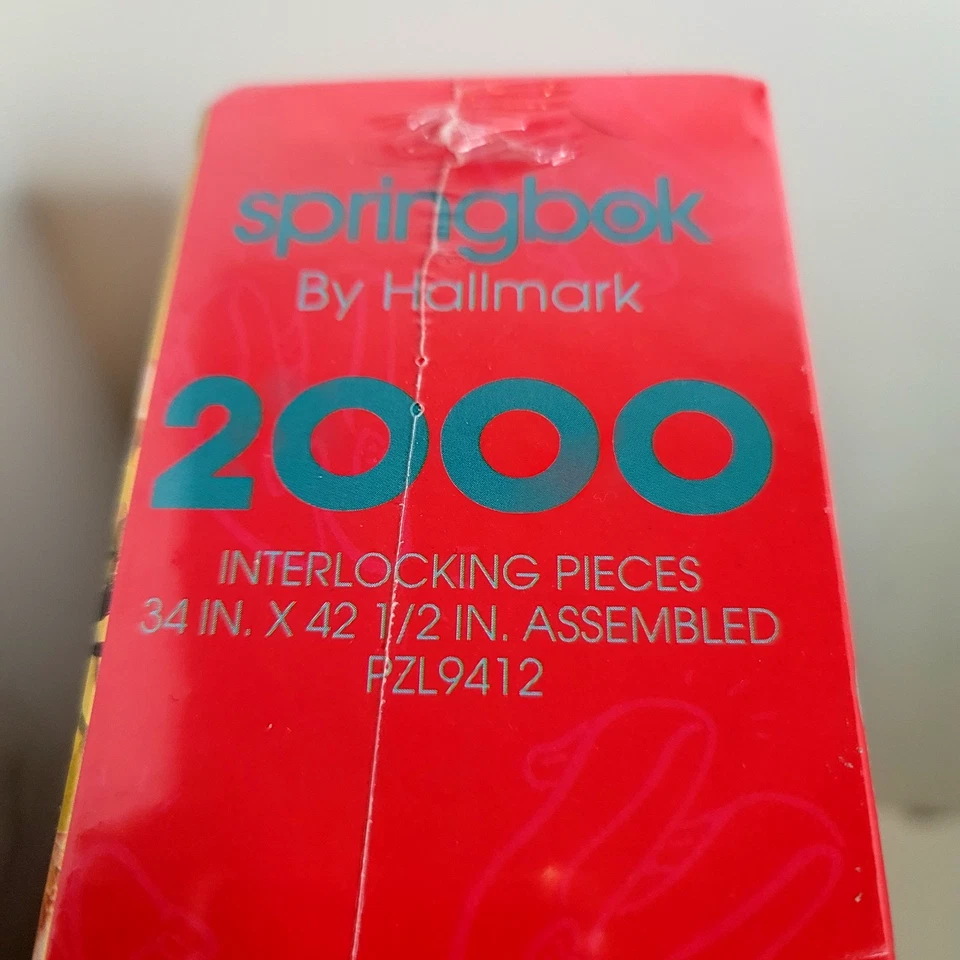 springbok
By Hallmark
2000
INTERLOCKING PIECES
34 IN. X 42 1/2 IN. ASSEMBLED
PZL9412